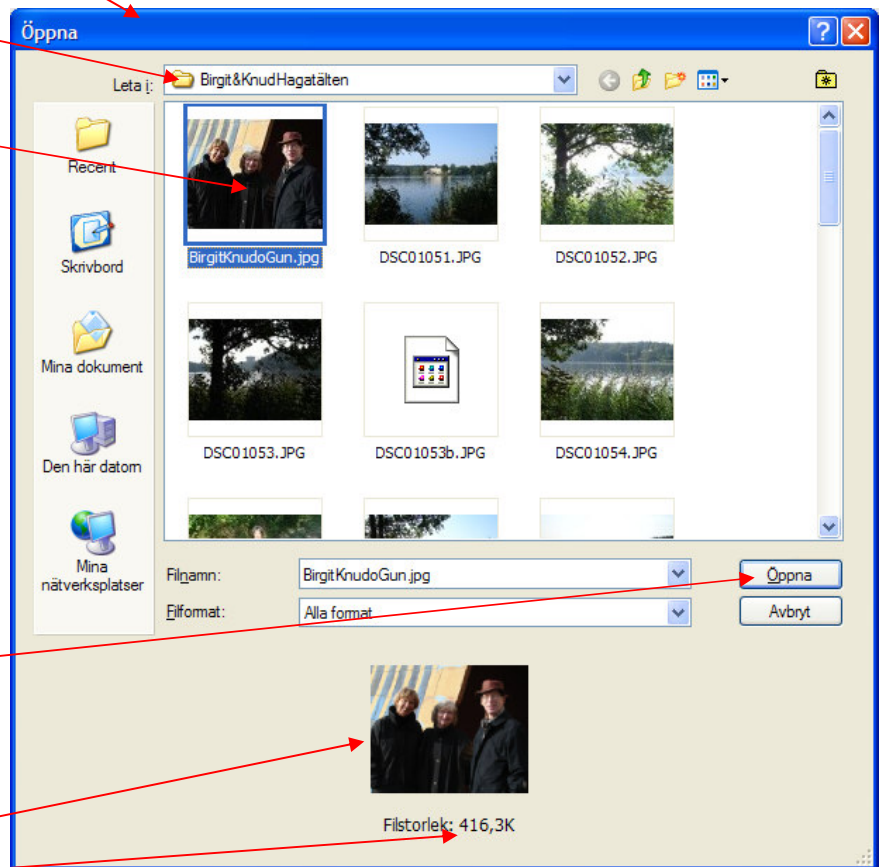 Öppna
Leta i:
Birgit&KnudHagatälten
Recent
Skrivbord
Mina dokument
Den här datorn
Mina
nätverksplatser
BirgitKnudoGun.jpg
DSC01051.JPG
DSC01052.JPG
DSC01053.JPG
DSC01053b.JPG
DSC01054.JPG
Filnamn:
BirgitKnudoGun.jpg
Öppna
Filformat:
Alla format
Avbryt
Filstorlek: 416,3K